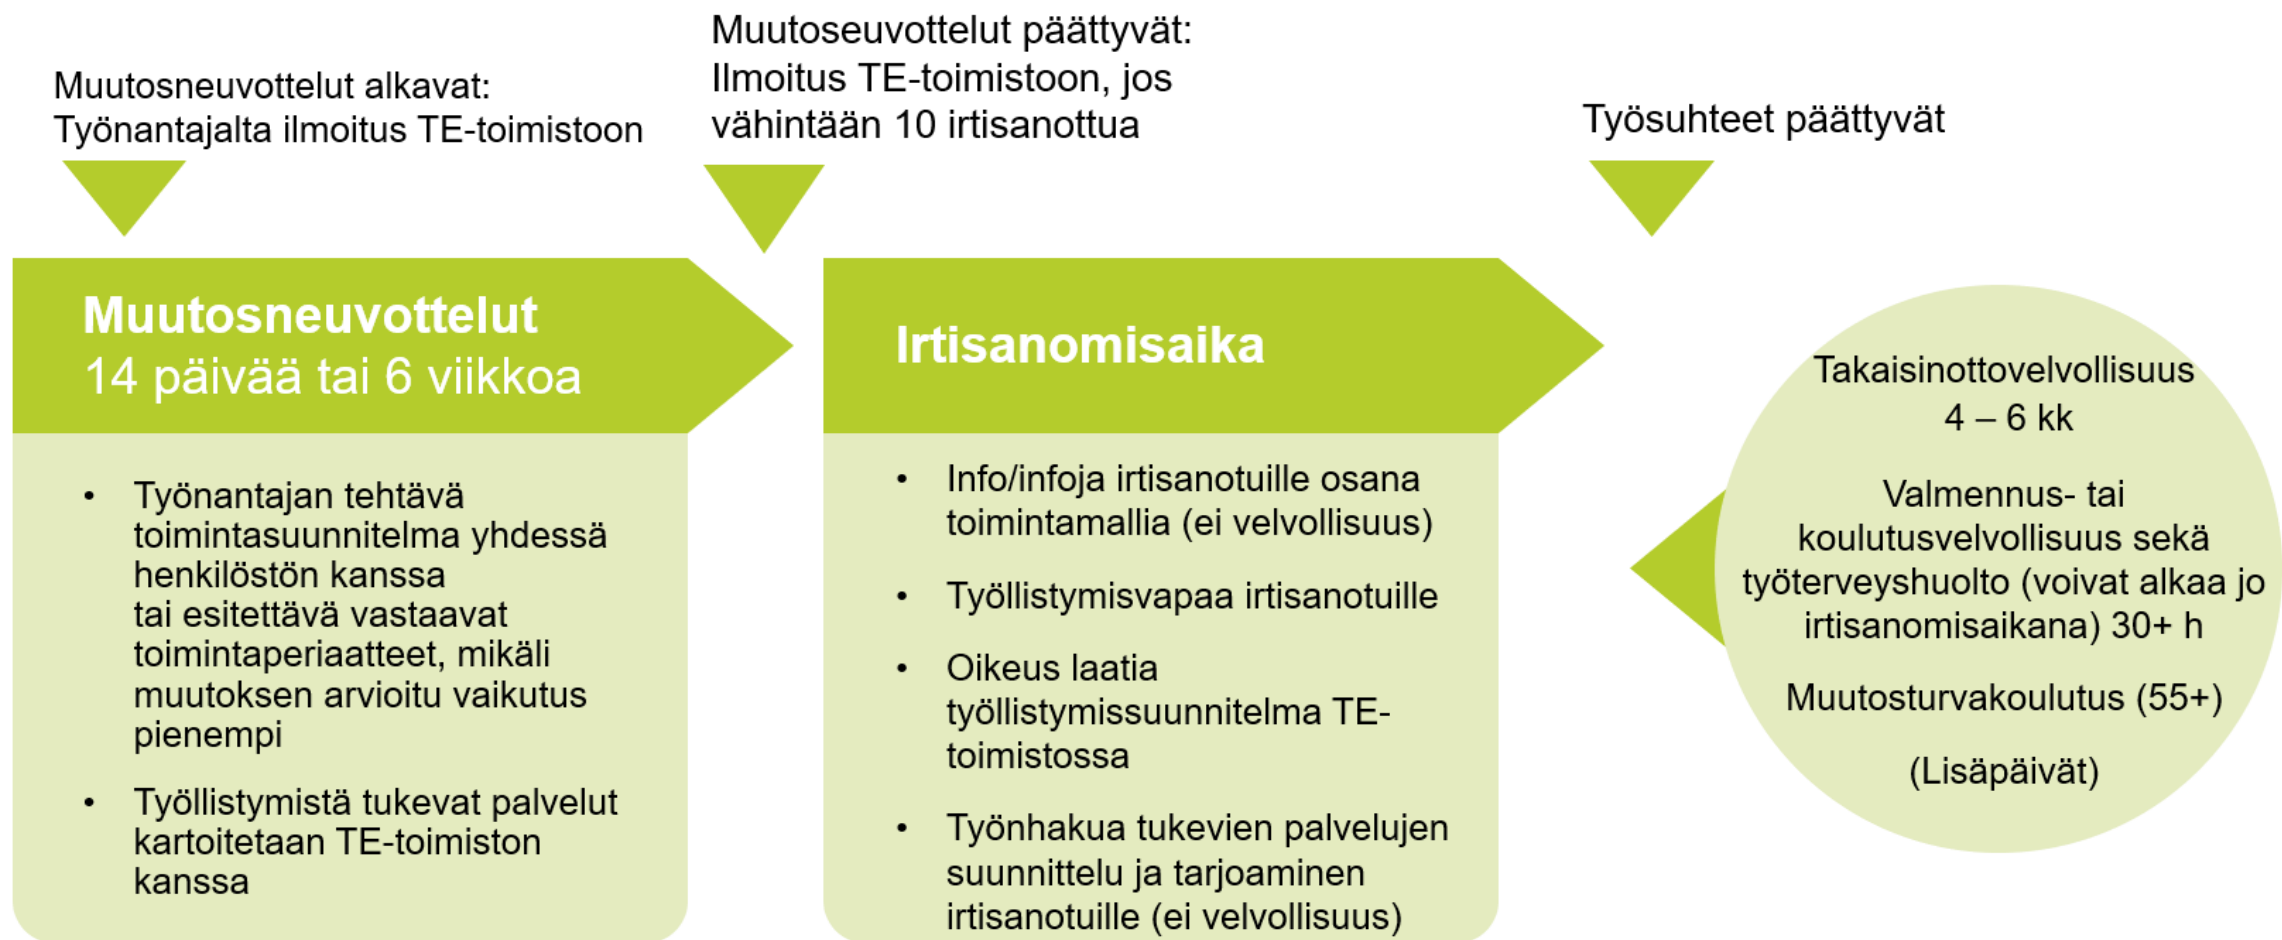 Muutosneuvottelut alkavat:
Työnantajalta ilmoitus TE-toimistoon
Muutoseuvottelut päättyvät:
Ilmoitus TE-toimistoon, jos
vähintään 10 irtisanottua
Työsuhteet päättyvät
Muutosneuvottelut
14 päivää tai 6 viikkoa
• Työnantajan tehtävä
toimintasuunnitelma yhdessä
henkilöstön kanssa
tai esitettävä vastaavat
toimintaperiaatteet, mikäli
muutoksen arvioitu vaikutus
pienempi
• Työllistymistä tukevat palvelut
kartoitetaan TE-toimiston
kanssa
Irtisanomisaika
• Info/infoja irtisanotuille osana
toimintamallia (ei velvollisuus)
• Työllistymisvapaa irtisanotuille
• Oikeus laatia
työllistymissuunnitelma TE-
toimistossa
• Työnhakua tukevien palvelujen
suunnittelu ja tarjoaminen
irtisanotuille (ei velvollisuus)
Takaisinottovelvollisuus
4 – 6 kk
Valmennus- tai
koulutusvelvollisuus sekä
työterveyshuolto (voivat alkaa jo
irtisanomisaikana) 30+ h
Muutosturvakoulutus (55+)
(Lisäpäivät)